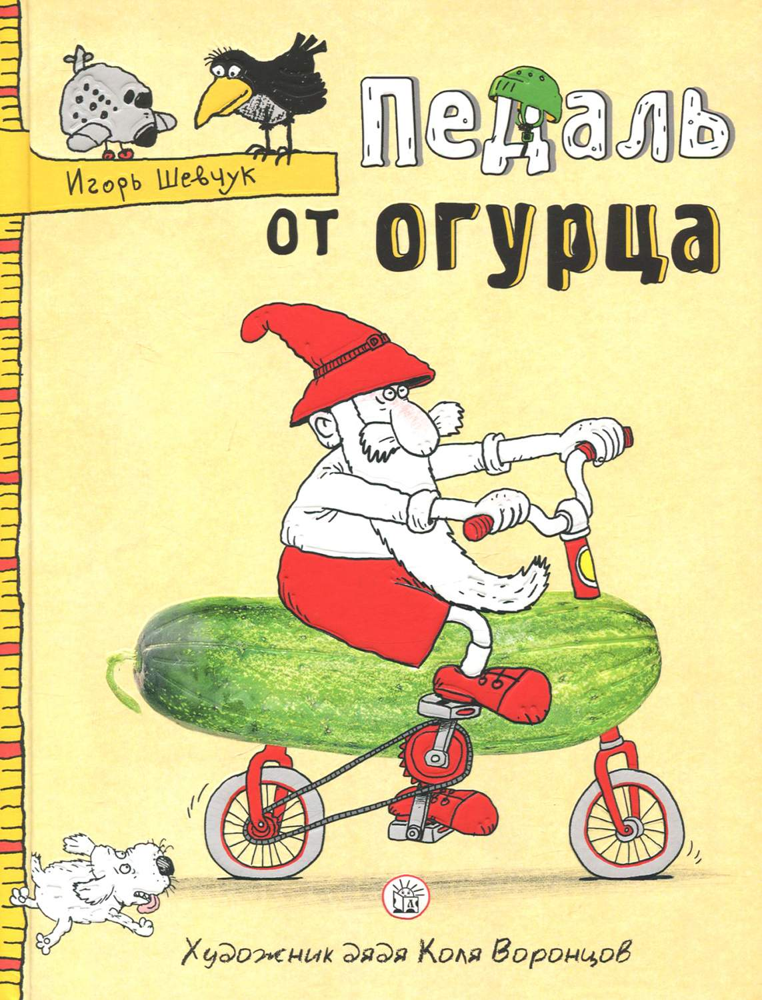 Игорь Шевчук
Педаль
от огурца
Художник дядя Коля Воронцов